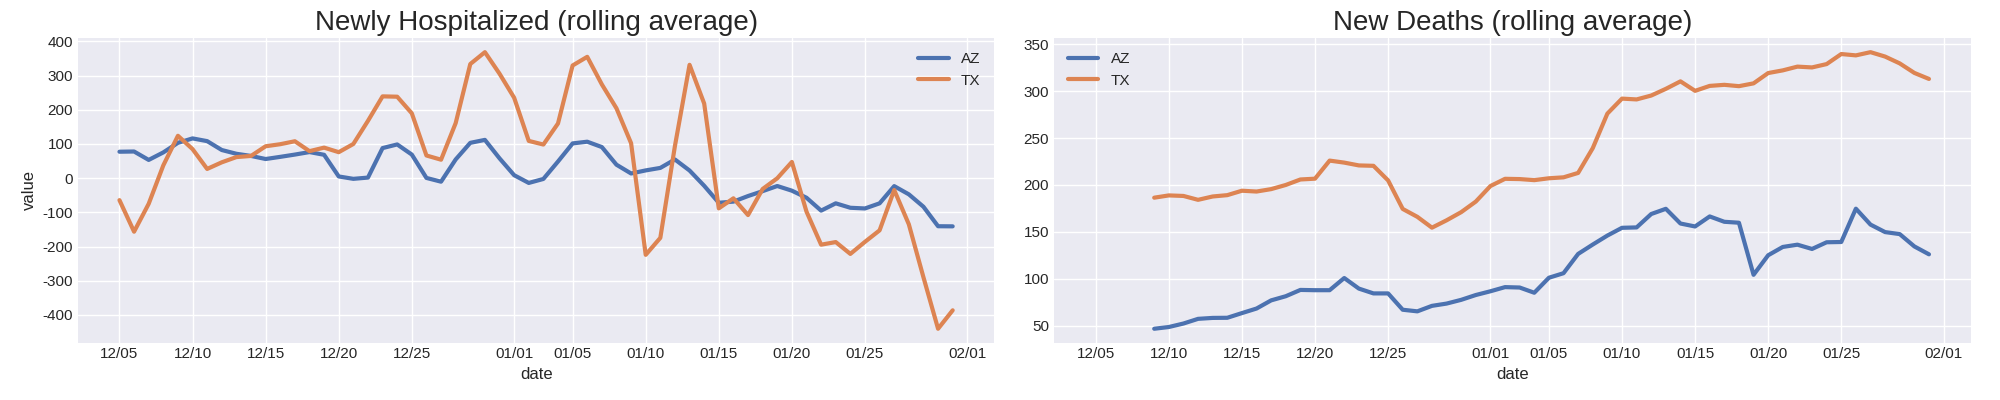 Newly Hospitalized (rolling average)
400
300
200
100
0
-100
-200
-300
-400
value
AZ
TX
12/05 12/10 12/15 12/20 12/25 01/01 01/05 01/10 01/15 01/20 01/25 02/01
date
New Deaths (rolling average)
350
300
250
200
150
100
50
AZ
TX
12/05 12/10 12/15 12/20 12/25 01/01 01/05 01/10 01/15 01/20 01/25 02/01
date